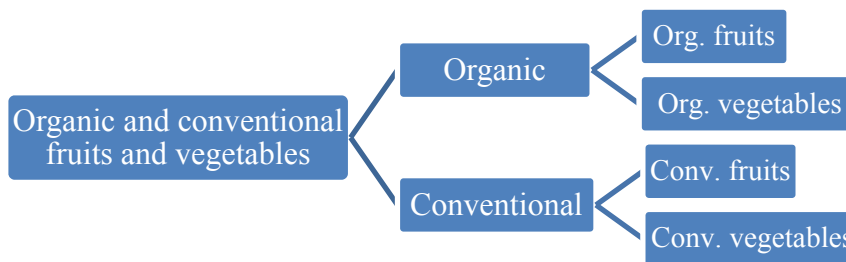 Organic and conventional
fruits and vegetables
Organic
Org. fruits
Org. vegetables
Conventional
Conv. fruits
Conv. vegetables